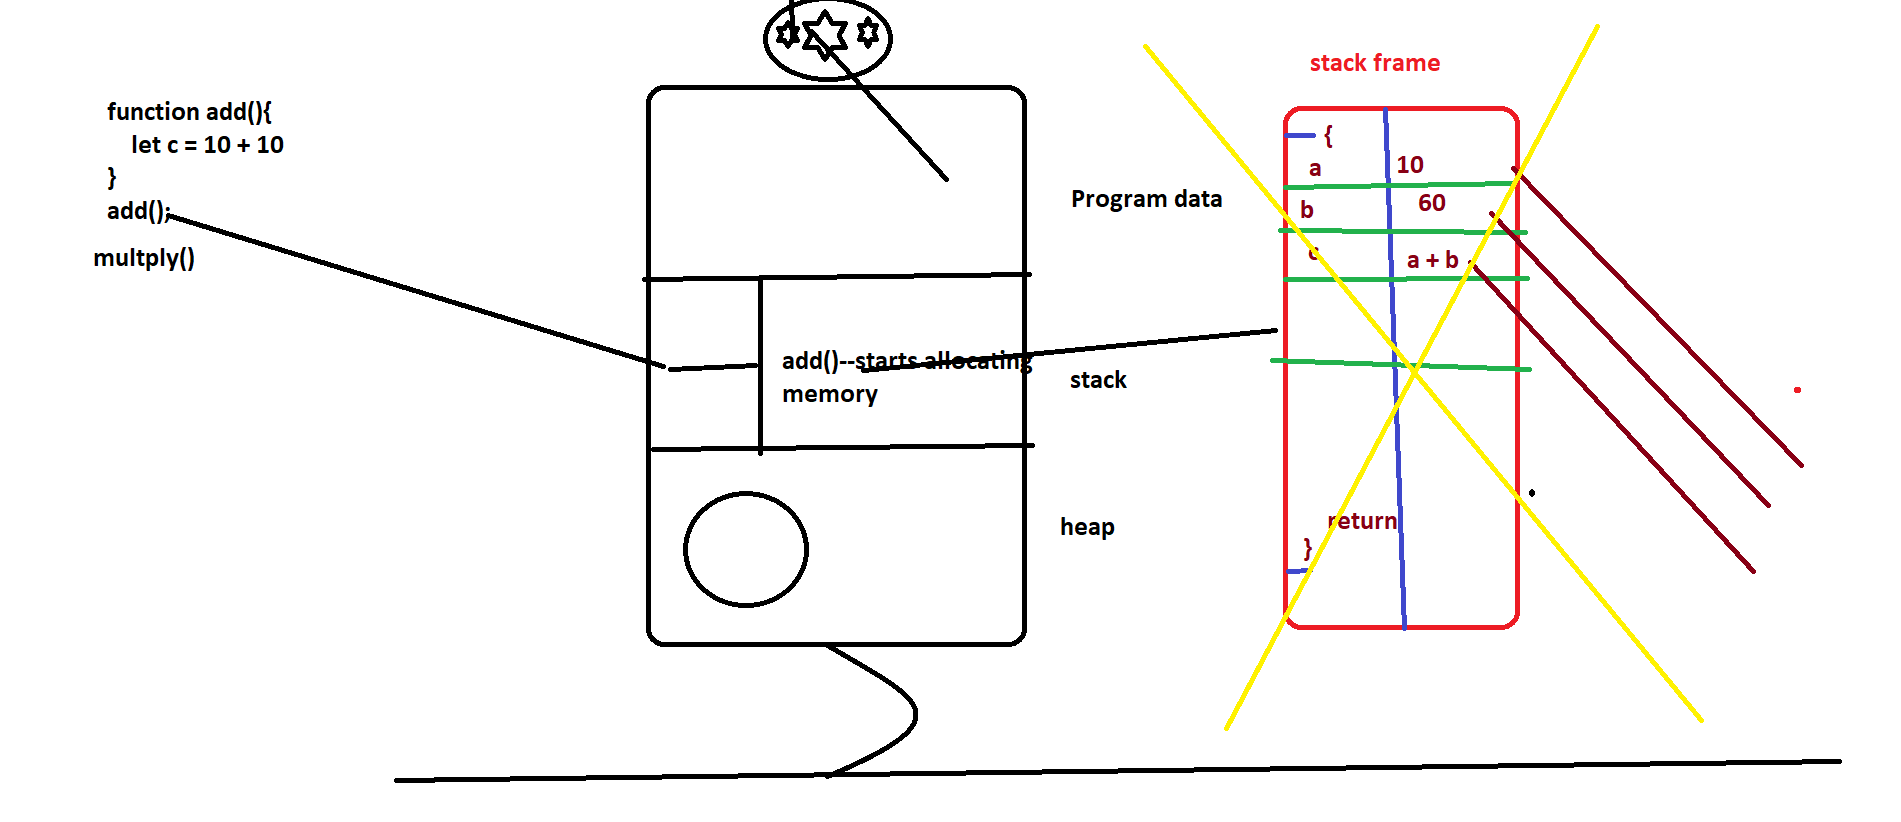 function add(){
let c = 10 + 10
}
add();
multply()
add()--starts allocating
memory
Program data
stack
heap
stack frame
{
a 10
b 60
c a + b
return
}